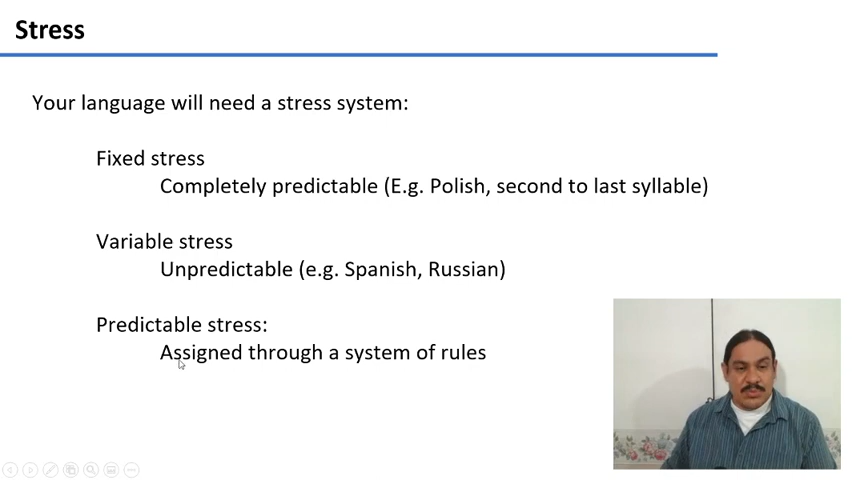 Stress
Your language will need a stress system:
Fixed stress
Completely predictable (E.g. Polish, second to last syllable)
Variable stress
Unpredictable (e.g. Spanish, Russian)
Predictable stress:
Assigned through a system of rules